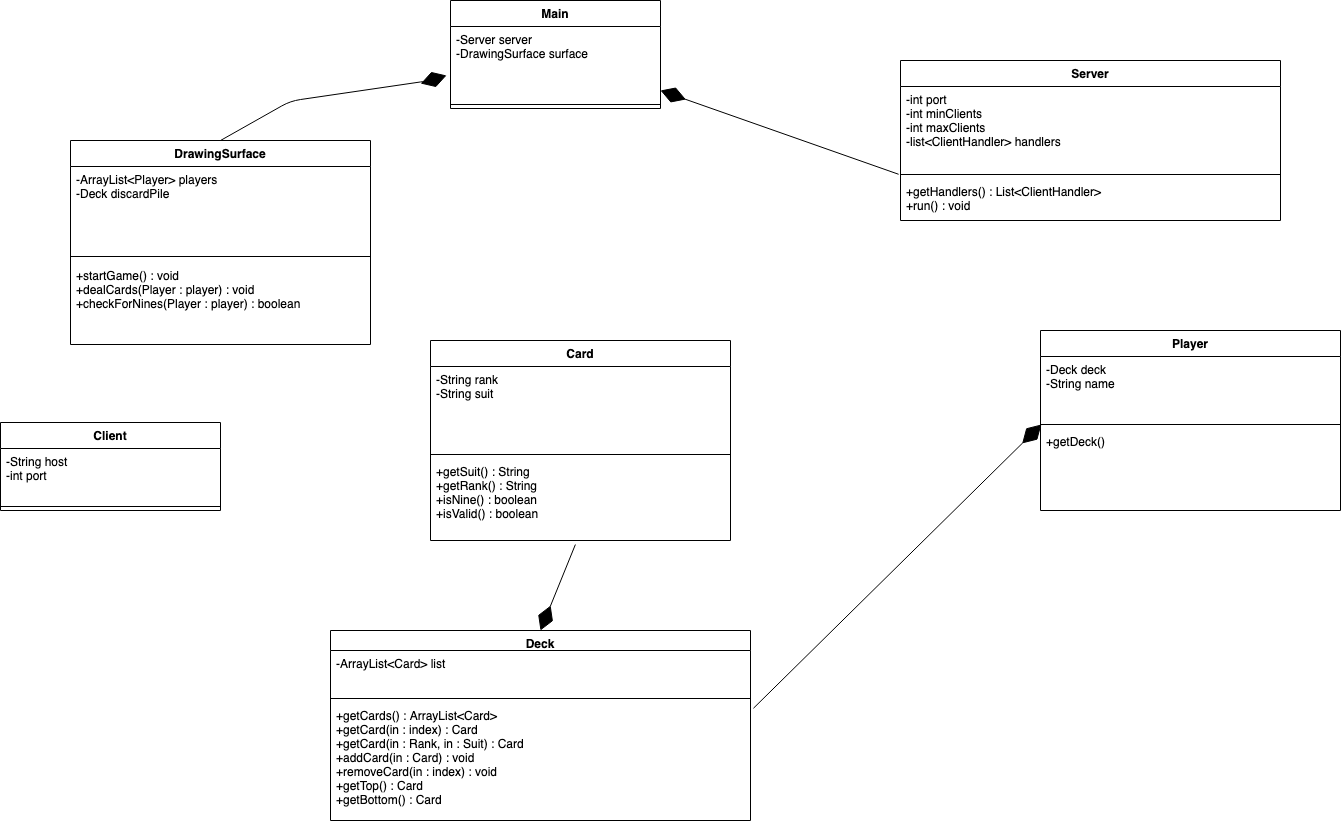 Main
-Server server
-DrawingSurface surface
Server
-int port
-int minClients
-int maxClients
-list<ClientHandler> handlers
+getHandlers() : List<ClientHandler>
+run() : void
DrawingSurface
-ArrayList<Player> players
-Deck discardPile
+startGame() : void
+dealCards(Player : player) : void
+checkForNines(Player : player) : boolean
Card
-String rank
-String suit
+getSuit() : String
+getRank() : String
+isNine() : boolean
+isValid() : boolean
Player
-Deck deck
-String name
+getDeck()
Client
-String host
-int port
Deck
-ArrayList<Card> list
+getCards() : ArrayList<Card>
+getCard(in : index) : Card
+getCard(in : Rank, in : Suit) : Card
+addCard(in : Card) : void
+removeCard(in : index) : void
+getTop() : Card
+getBottom() : Card